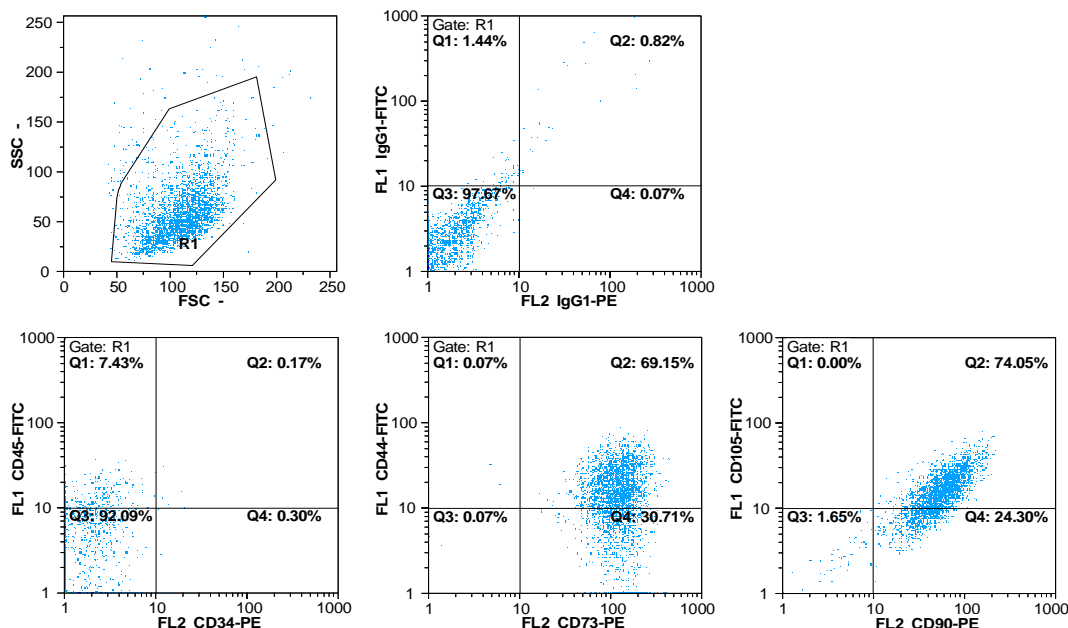 250
200
150
100
50
0
SSC -
R1
0 50 100 150 200 250
FSC -
Gate: R1
Q1: 1.44% Q2: 0.82%
Q3: 97.67% Q4: 0.07%
1000
100
10
1
FL1 IgG1-FITC
1 10 100 1000
FL2 IgG1-PE
Gate: R1
Q1: 7.43% Q2: 0.17%
Q3: 92.09% Q4: 0.30%
1000
100
10
1
FL1 CD45-FITC
1 10 100 1000
FL2 CD34-PE
Gate: R1
Q1: 0.07% Q2: 69.15%
Q3: 0.07% Q4: 30.71%
1000
100
10
1
FL1 CD44-FITC
1 10 100 1000
FL2 CD73-PE
Gate: R1
Q1: 0.00% Q2: 74.05%
Q3: 1.65% Q4: 24.30%
1000
100
10
1
FL1 CD105-FITC
1 10 100 1000
FL2 CD90-PE